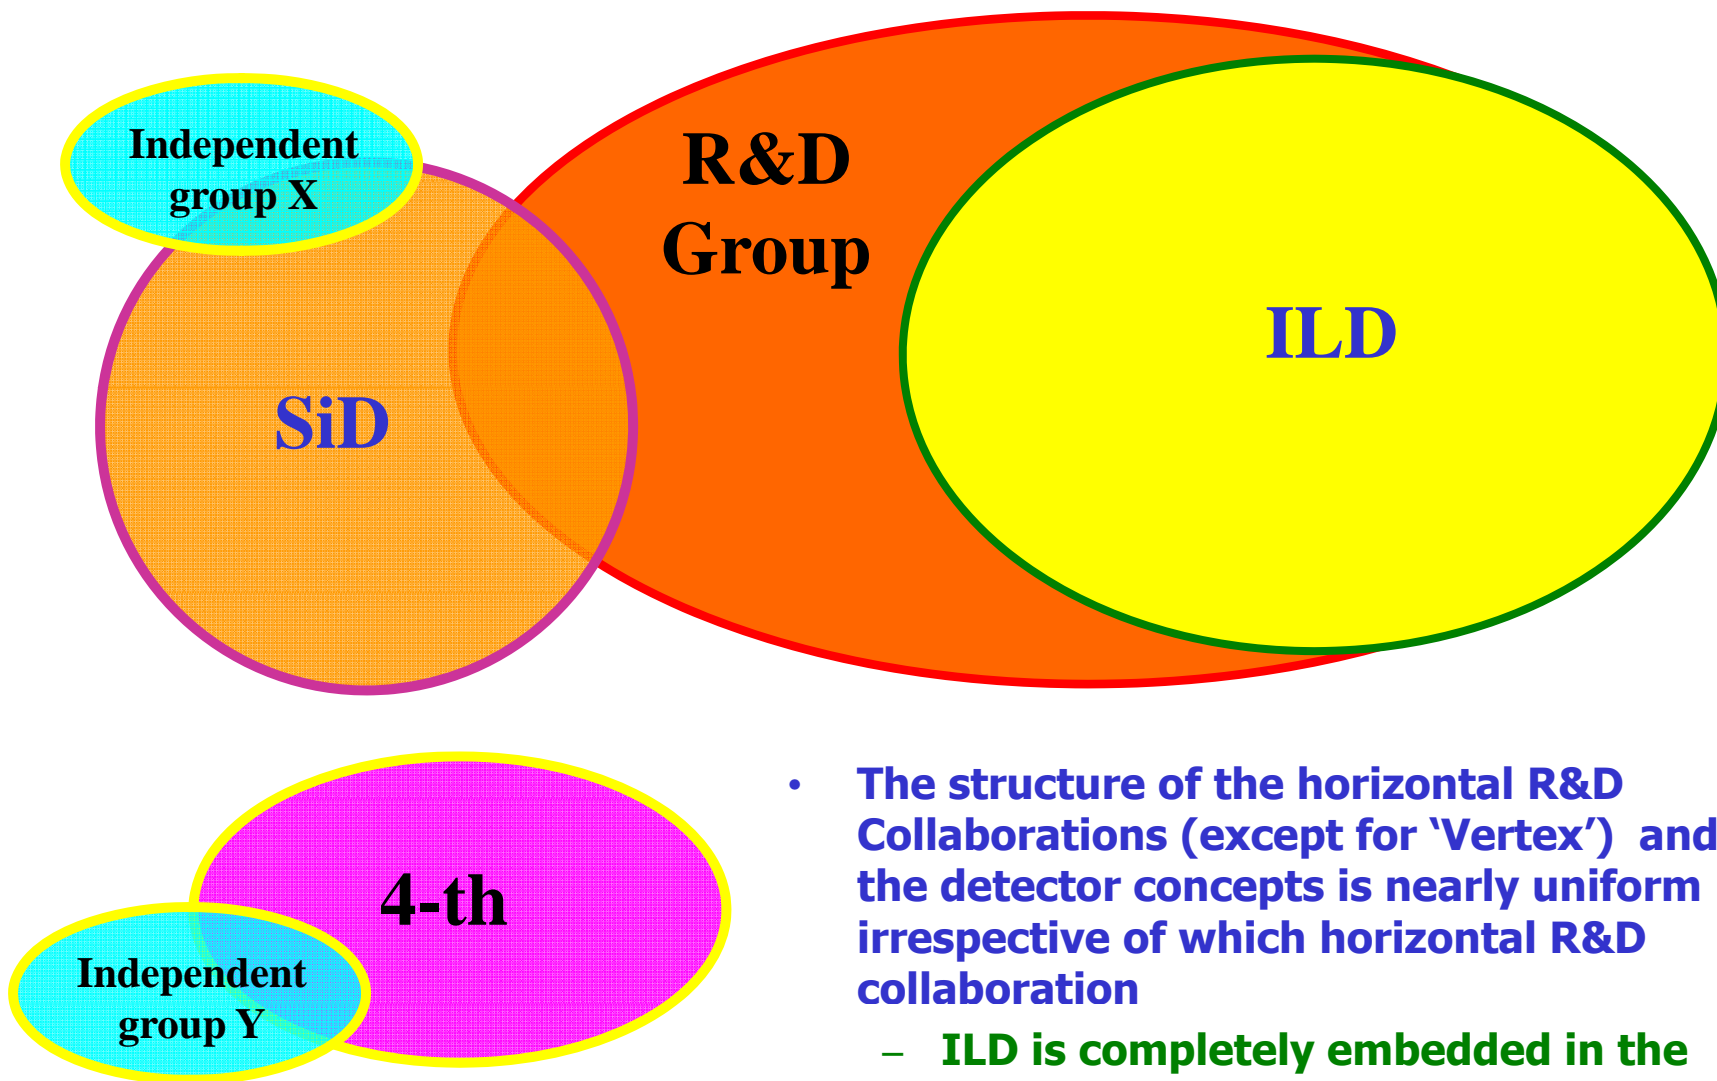 Independent
group X
R&D
Group
ILD
SiD
4-th
Independent
group Y
• The structure of the horizontal R&D
Collaborations (except for ‘Vertex’) and
the detector concepts is nearly uniform
irrespective of which horizontal R&D
collaboration
– ILD is completely embedded in the